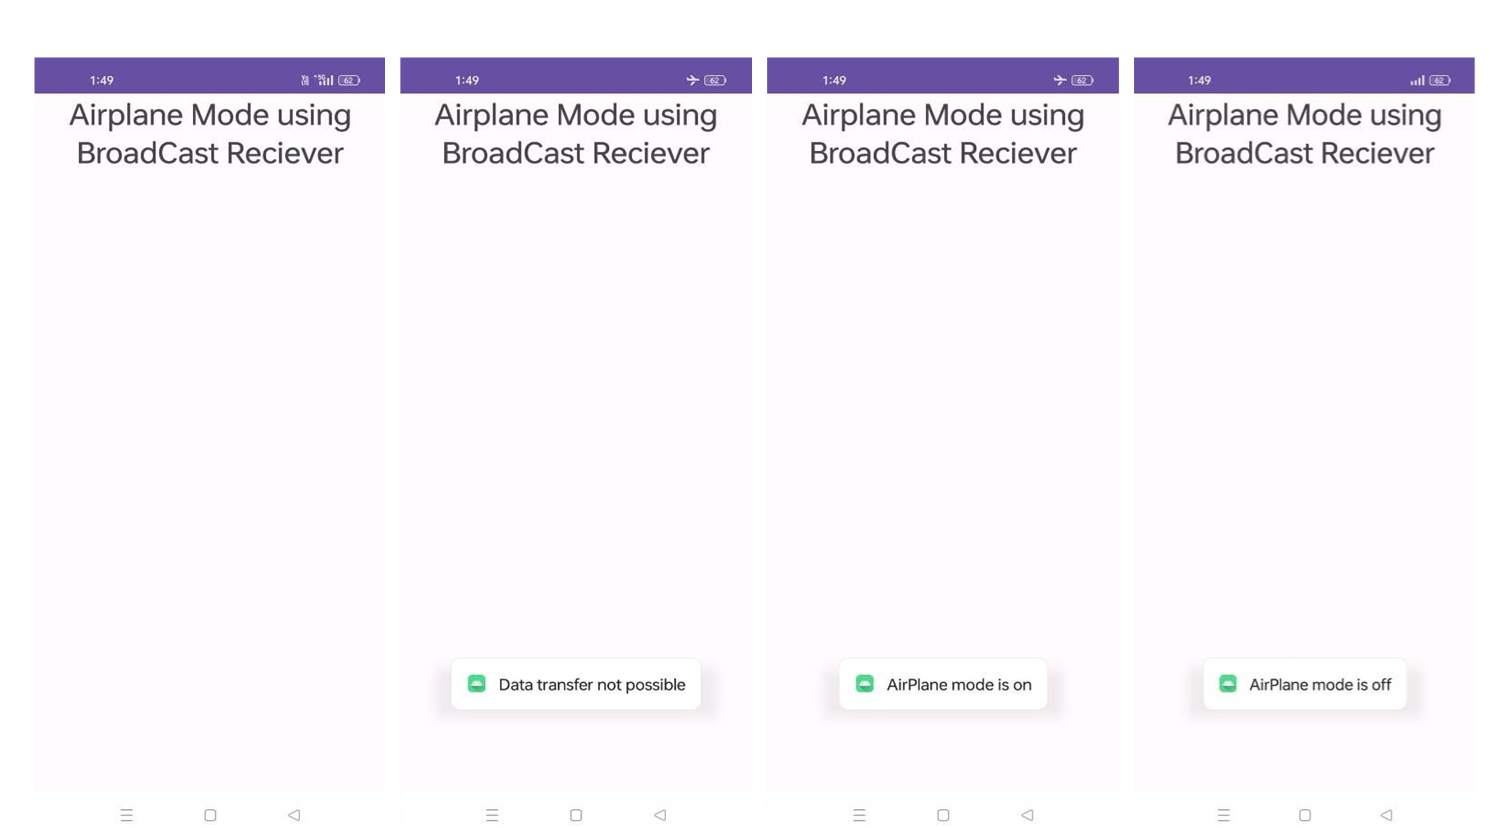 1:49
62
Airplane Mode using
BroadCast Reciever
1:49
62
Airplane Mode using
BroadCast Reciever
Data transfer not possible
1:49
62
Airplane Mode using
BroadCast Reciever
AirPlane mode is on
1:49
62
Airplane Mode using
BroadCast Reciever
AirPlane mode is off